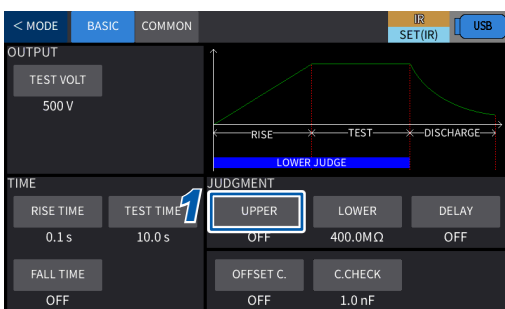 < MODE BASIC COMMON IR SET(IR) USB
OUTPUT
TEST VOLT
500 V
RISE TEST DISCHARGE
LOWER JUDGE
TIME JUDGMENT
RISE TIME TEST TIME 1 UPPER LOWER DELAY
0.1 s 10.0 s OFF 400.0MΩ OFF
FALL TIME OFFSET C. C.CHECK
OFF OFF 1.0 nF